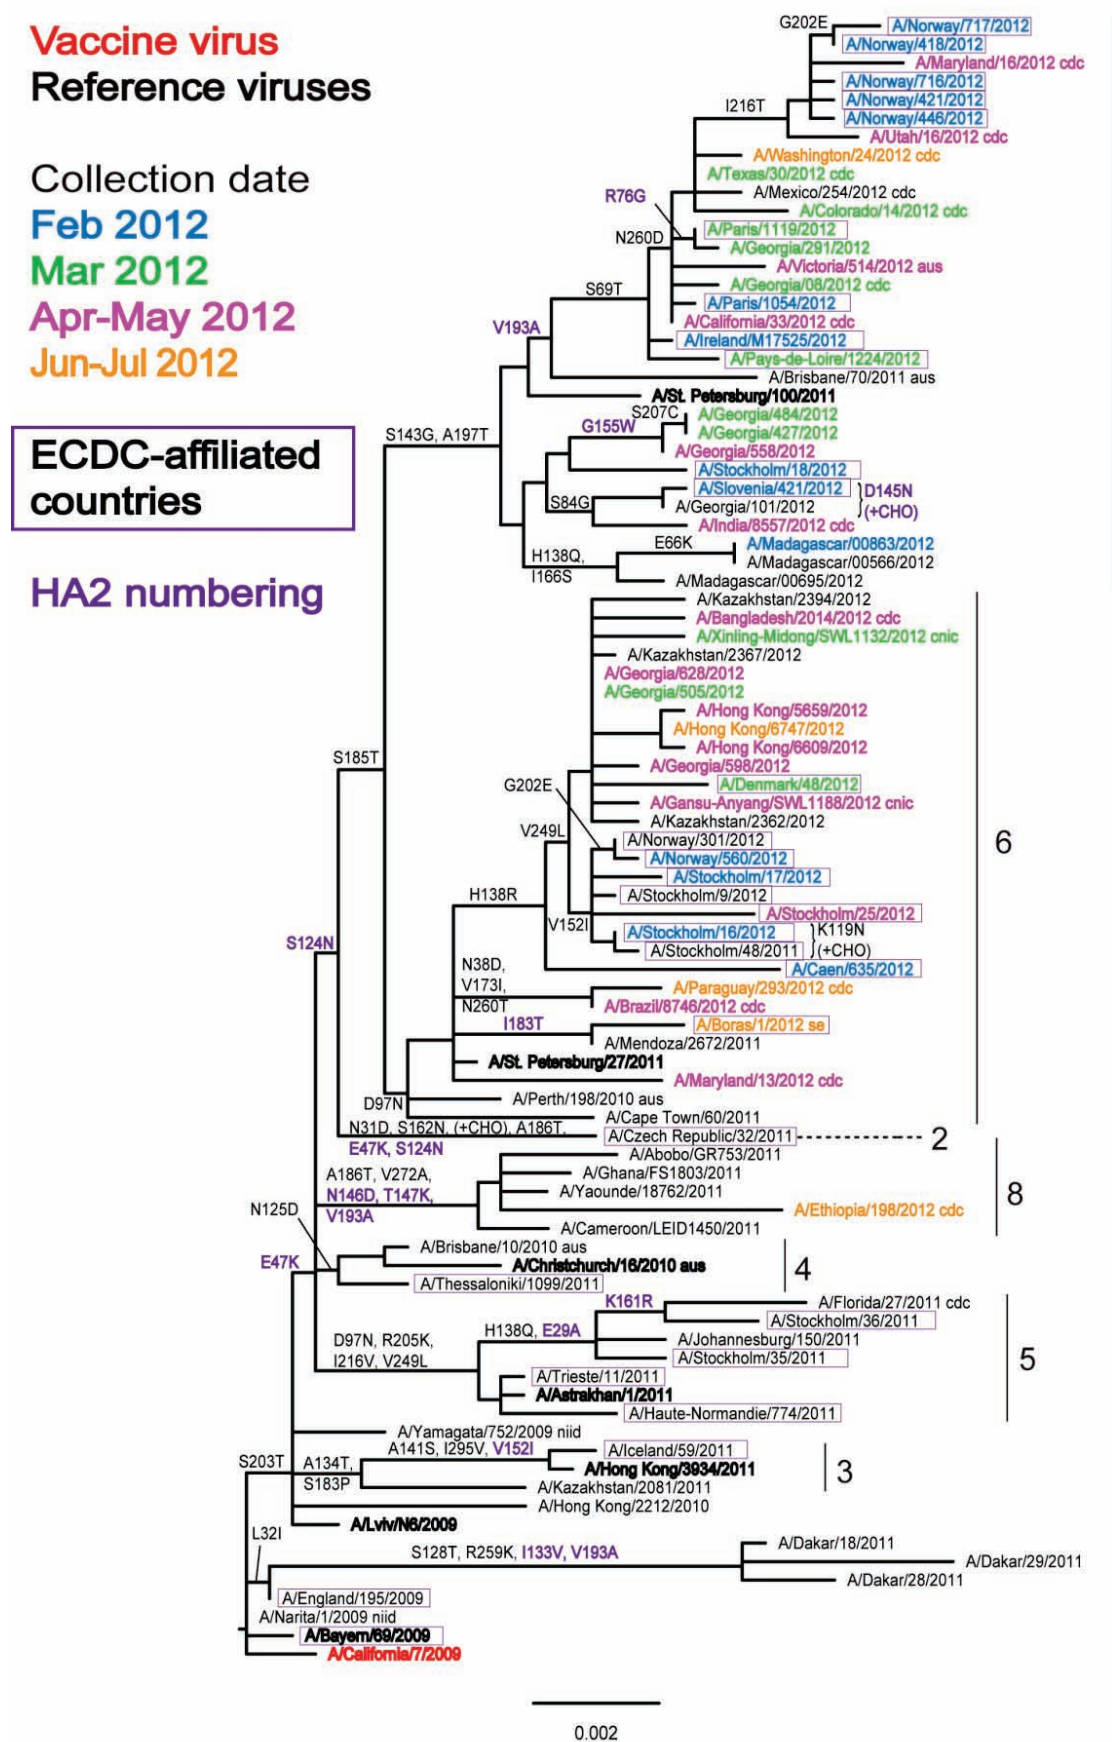 Vaccine virus
Reference viruses
Collection date
Feb 2012
Mar 2012
Apr-May 2012
Jun-Jul 2012
ECDC-affiliated
countries
HA2 numbering
G202E
A/Norway/717/2012
A/Norway/418/2012
A/Maryland/16/2012 cdc
A/Norway/716/2012
A/Norway/421/2012
I216T
A/Norway/446/2012
A/Utah/16/2012 cdc
A/Washington/24/2012 cdc
A/Texas/30/2012 cdc
R76G
A/Mexico/254/2012 cdc
A/Colorado/14/2012 cdc
A/Paris/1119/2012
N260D
A/Georgia/291/2012
A/Victoria/514/2012 aus
S69T
A/Georgia/08/2012 cdc
A/Paris/1054/2012
V193A
A/California/33/2012 cdc
A/Ireland/M17525/2012
A/Pays-de-Loire/1224/2012
A/Brisbane/70/2011 aus
A/St. Petersburg/100/2011
S207C
A/Georgia/484/2012
G155W
A/Georgia/427/2012
S143G, A197T
A/Georgia/558/2012
A/Stockholm/18/2012
A/Slovenia/421/2012
D145N
S84G
A/Georgia/101/2012
(+CHO)
A/India/8557/2012 cdc
E66K
A/Madagascar/00863/2012
H138Q,
A/Madagascar/00566/2012
I166S
A/Madagascar/00695/2012
A/Kazakhstan/2394/2012
A/Bangladesh/2014/2012 cdc
A/Xinling-Midong/SWL1132/2012 cnic
A/Kazakhstan/2367/2012
A/Georgia/628/2012
A/Georgia/505/2012
A/Hong Kong/5659/2012
A/Hong Kong/6747/2012
A/Hong Kong/6609/2012
S185T
A/Georgia/598/2012
G202E
A/Denmark/48/2012
A/Gansu-Anyang/SWL1188/2012 cnic
A/Kazakhstan/2362/2012
V249L
A/Norway/301/2012
6
A/Norway/560/2012
A/Stockholm/17/2012
H138R
A/Stockholm/9/2012
A/Stockholm/25/2012
V152I
A/Stockholm/16/2012
K119N
S124N
A/Stockholm/48/2011
(+CHO)
N38D,
A/Caen/635/2012
V173I,
A/Paraguay/293/2012 cdc
N260T
A/Brazil/8746/2012 cdc
I183T
A/Boras/1/2012 se
A/Mendoza/2672/2011
A/St. Petersburg/27/2011
A/Maryland/13/2012 cdc
D97N
A/Perth/198/2010 aus
A/Cape Town/60/2011
N31D, S162N, (+CHO), A186T,
A/Czech Republic/32/2011
2
E47K, S124N
A/Abobo/GR753/2011
A186T, V272A,
A/Ghana/FS1803/2011
N146D, T147K,
A/Yaounde/18762/2011
8
V193A
A/Ethiopia/198/2012 cdc
N125D
A/Cameroon/LEID1450/2011
A/Brisbane/10/2010 aus
E47K
A/Christchurch/16/2010 aus
4
A/Thessaloniki/1099/2011
K161R
A/Florida/27/2011 cdc
A/Stockholm/36/2011
H138Q, E29A
D97N, R205K,
A/Johannesburg/150/2011
I216V, V249L
A/Stockholm/35/2011
5
A/Trieste/11/2011
A/Astrakhan/1/2011
A/Haute-Normandie/774/2011
A/Yamagata/752/2009 niid
A141S, I295V, V152I
A/Iceland/59/2011
S203T
A134T,
A/Hong Kong/3934/2011
3
S183P
A/Kazakhstan/2081/2011
A/Hong Kong/2212/2010
A/Lviv/N6/2009
L32I
A/Dakar/18/2011
S128T, R259K, I133V, V193A
A/Dakar/29/2011
A/Dakar/28/2011
A/England/195/2009
A/Narita/1/2009 niid
A/Bayern/69/2009
A/California/7/2009
0.002